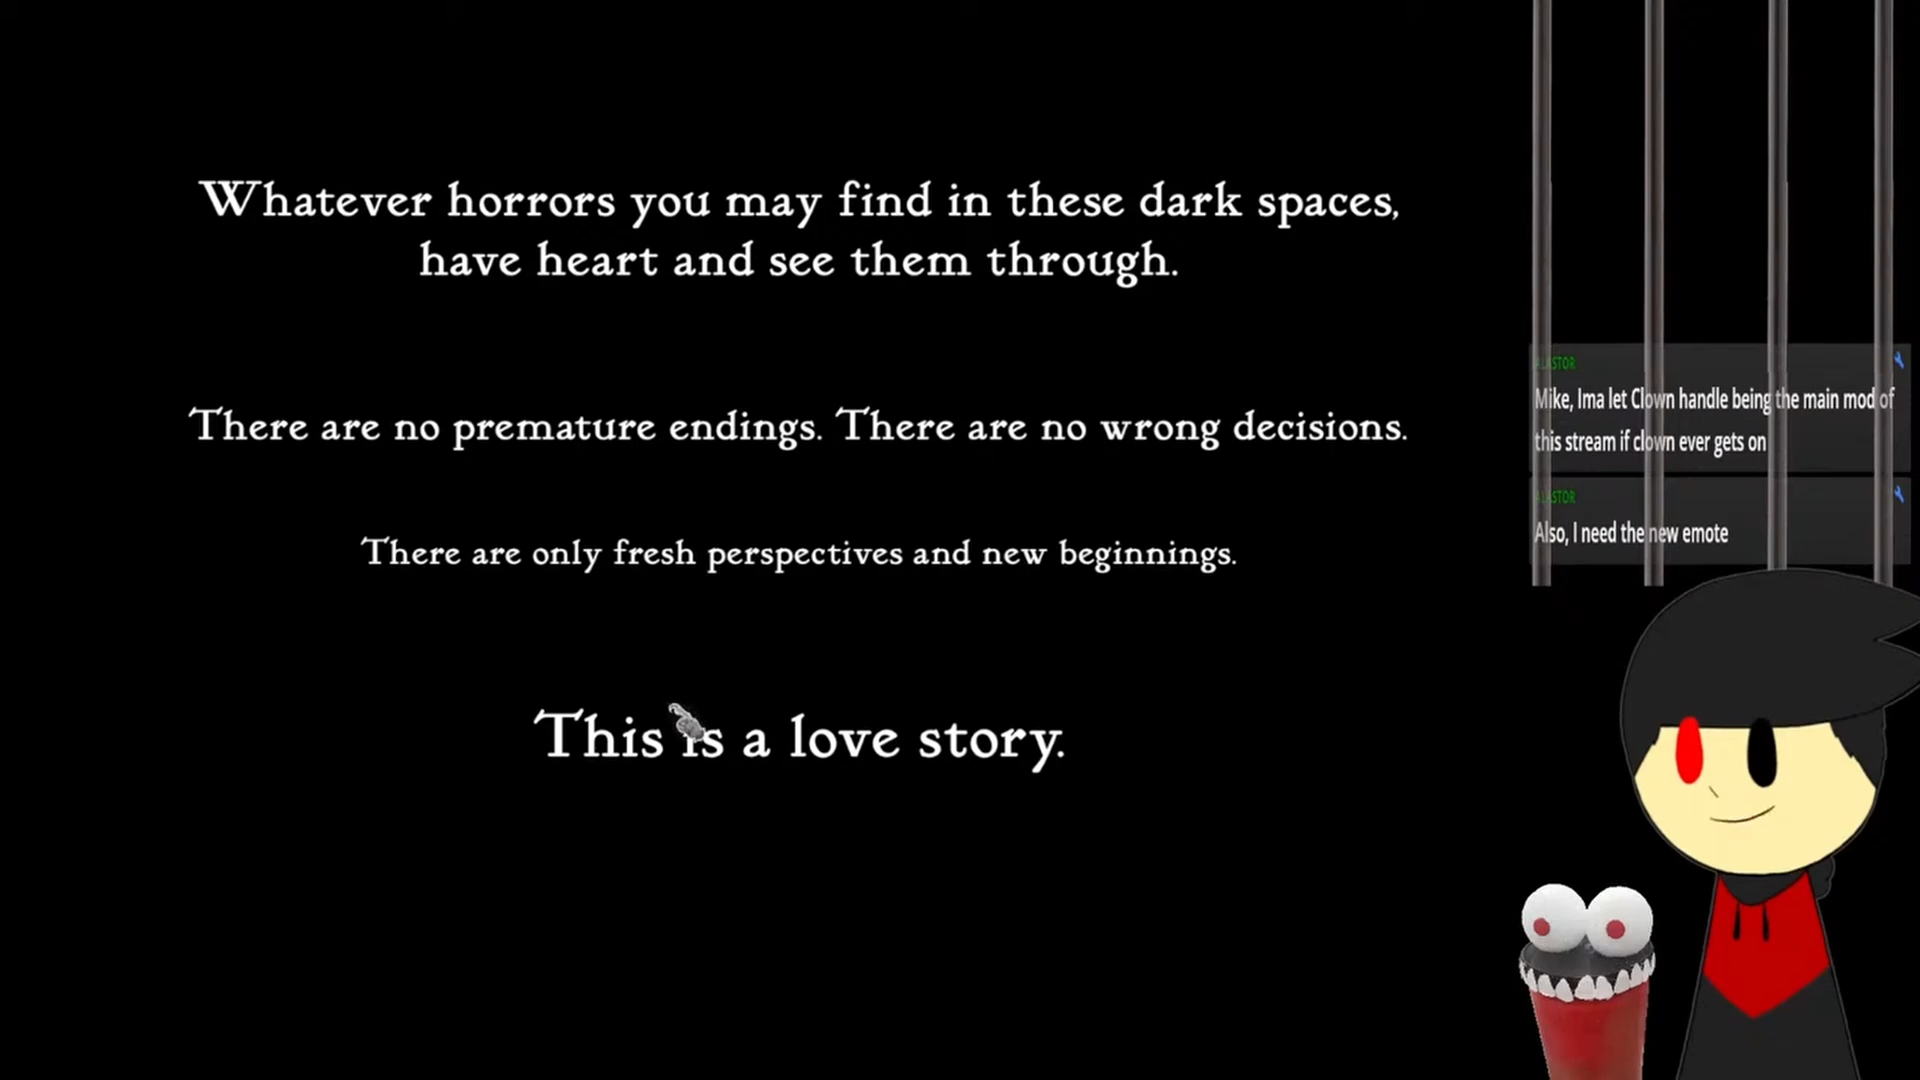 Whatever horrors you may find in these dark spaces,
have heart and see them through.
There are no premature endings. There are no wrong decisions.
There are only fresh perspectives and new beginnings.
This is a love story.
ALASTOR
Mike, Ima let Clown handle being the main mod of
this stream if clown ever gets on
ALASTOR
Also, I need the new emote